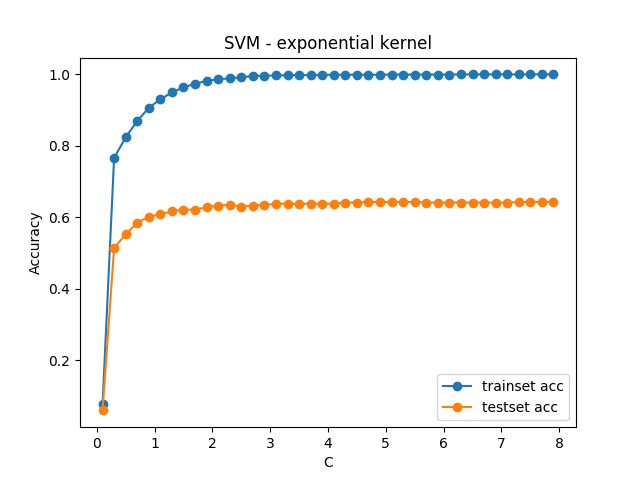 SVM - exponential kernel
Accuracy
1.0
0.8
0.6
0.4
0.2
0 1 2 3 4 5 6 7 8
C
trainset acc
testset acc